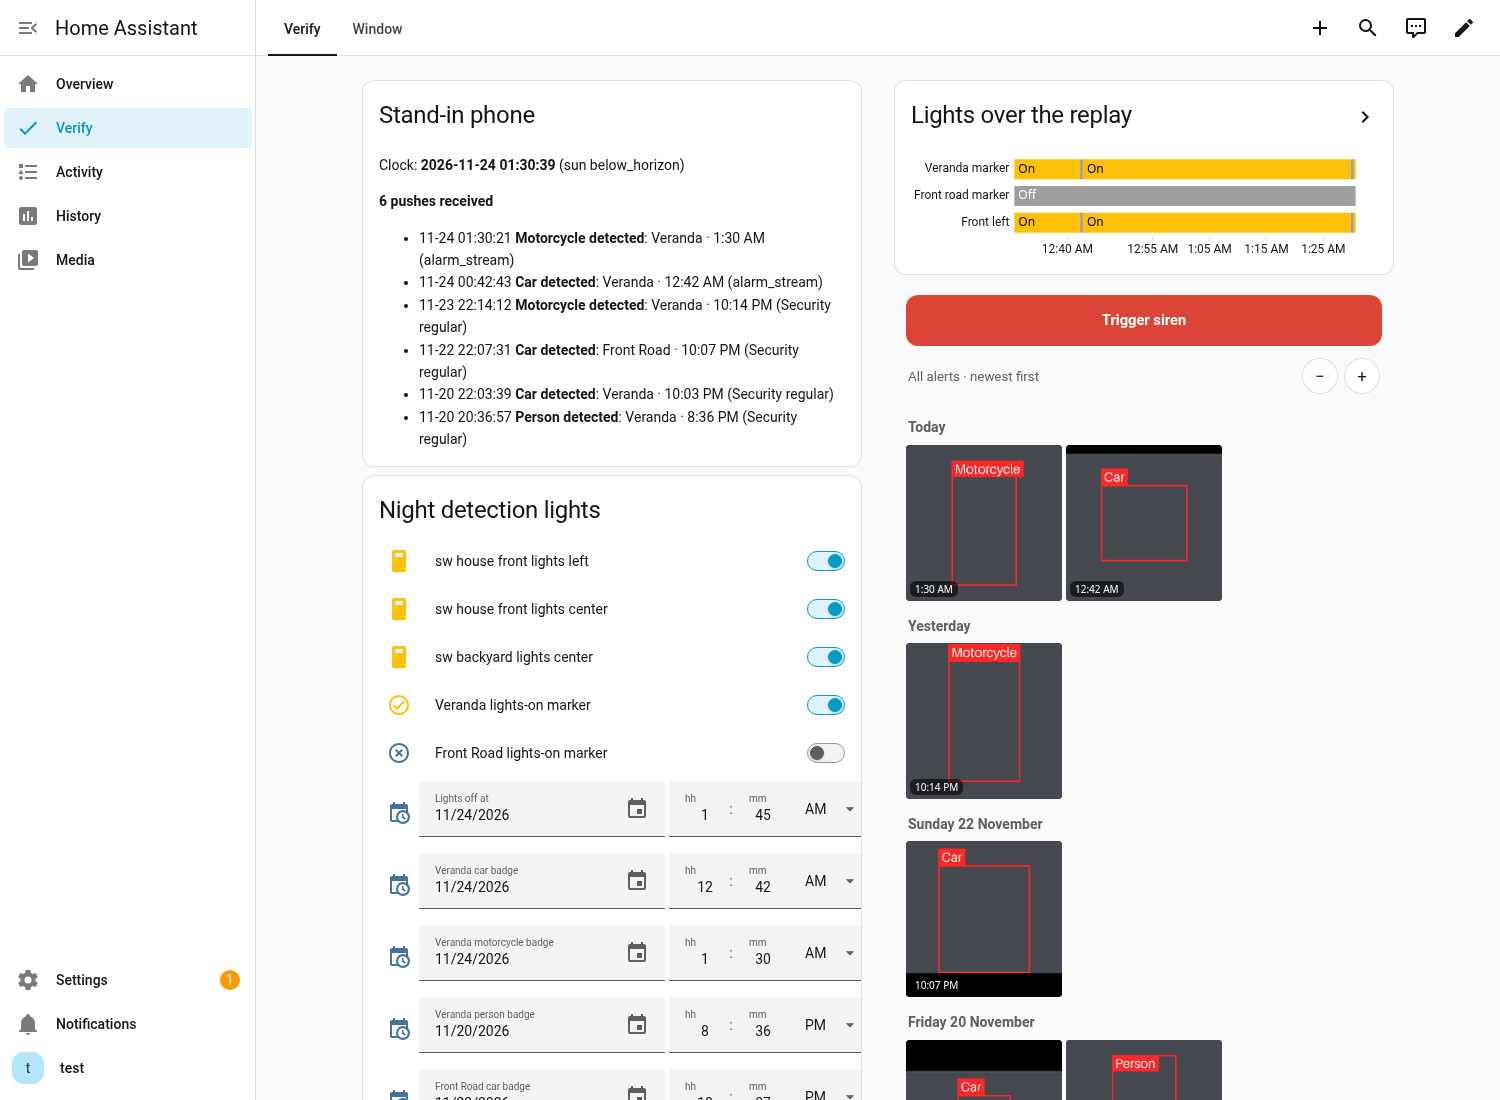 Home Assistant
Verify
Window
Overview
Verify
Activity
History
Media
Settings
1
Notifications
t
test
Stand-in phone
Clock: 2026-11-24 01:30:39 (sun below_horizon)
6 pushes received
11-24 01:30:21 Motorcycle detected: Veranda · 1:30 AM
(alarm_stream)
11-24 00:42:43 Car detected: Veranda · 12:42 AM (alarm_stream)
11-23 22:14:12 Motorcycle detected: Veranda · 10:14 PM (Security
regular)
11-22 22:07:31 Car detected: Front Road · 10:07 PM (Security
regular)
11-20 22:03:39 Car detected: Veranda · 10:03 PM (Security regular)
11-20 20:36:57 Person detected: Veranda · 8:36 PM (Security
regular)
Night detection lights
sw house front lights left
sw house front lights center
sw backyard lights center
Veranda lights-on marker
Front Road lights-on marker
Lights off at
11/24/2026
hh
mm
1 : 45 AM
Veranda car badge
11/24/2026
hh
mm
12 : 42 AM
Veranda motorcycle badge
11/24/2026
hh
mm
1 : 30 AM
Veranda person badge
11/20/2026
hh
mm
8 : 36 PM
Front Road car badge
hh
mm
PM
Lights over the replay
Veranda marker
On
On
Front road marker
Off
Front left
On
On
12:40 AM
12:55 AM
1:05 AM
1:15 AM
1:25 AM
Trigger siren
All alerts · newest first
−
+
Today
Motorcycle
1:30 AM
Car
12:42 AM
Yesterday
Motorcycle
10:14 PM
Sunday 22 November
Car
10:07 PM
Friday 20 November
Car
Person